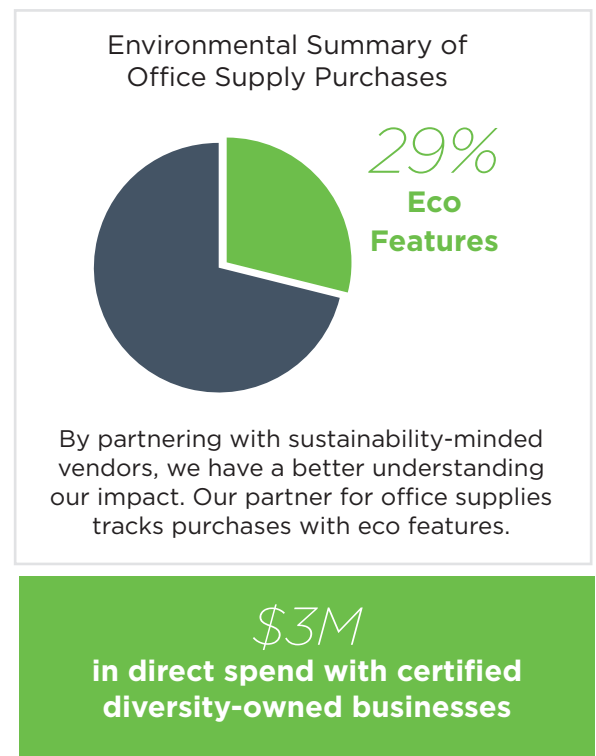 Environmental Summary of
Office Supply Purchases
29%
Eco
Features
By partnering with sustainability-minded
vendors, we have a better understanding
our impact. Our partner for office supplies
tracks purchases with eco features.
$3M
in direct spend with certified
diversity-owned businesses